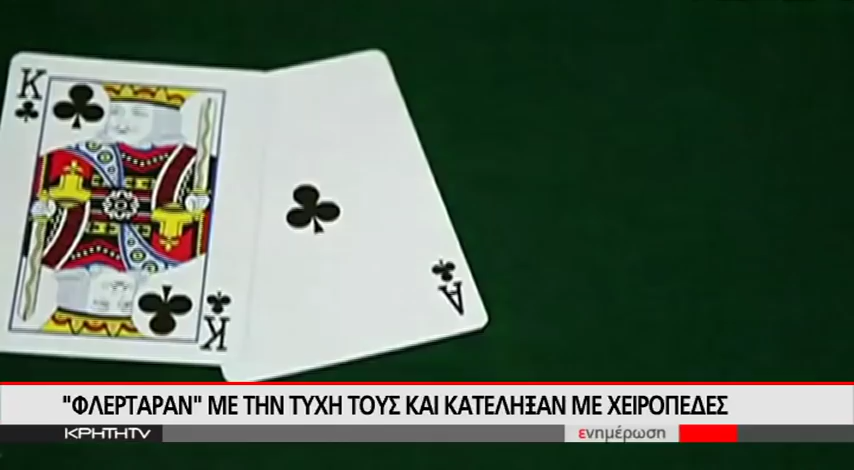 K
K
A
"ΦΛΕΡΤΑΡΑΝ" ΜΕ ΤΗΝ ΤΥΧΗ ΤΟΥΣ ΚΑΙ ΚΑΤΕΛΗΞΑΝ ΜΕ ΧΕΙΡΟΠΕΔΕΣ
ΚΡΗΤΗTV
ενημέρωση